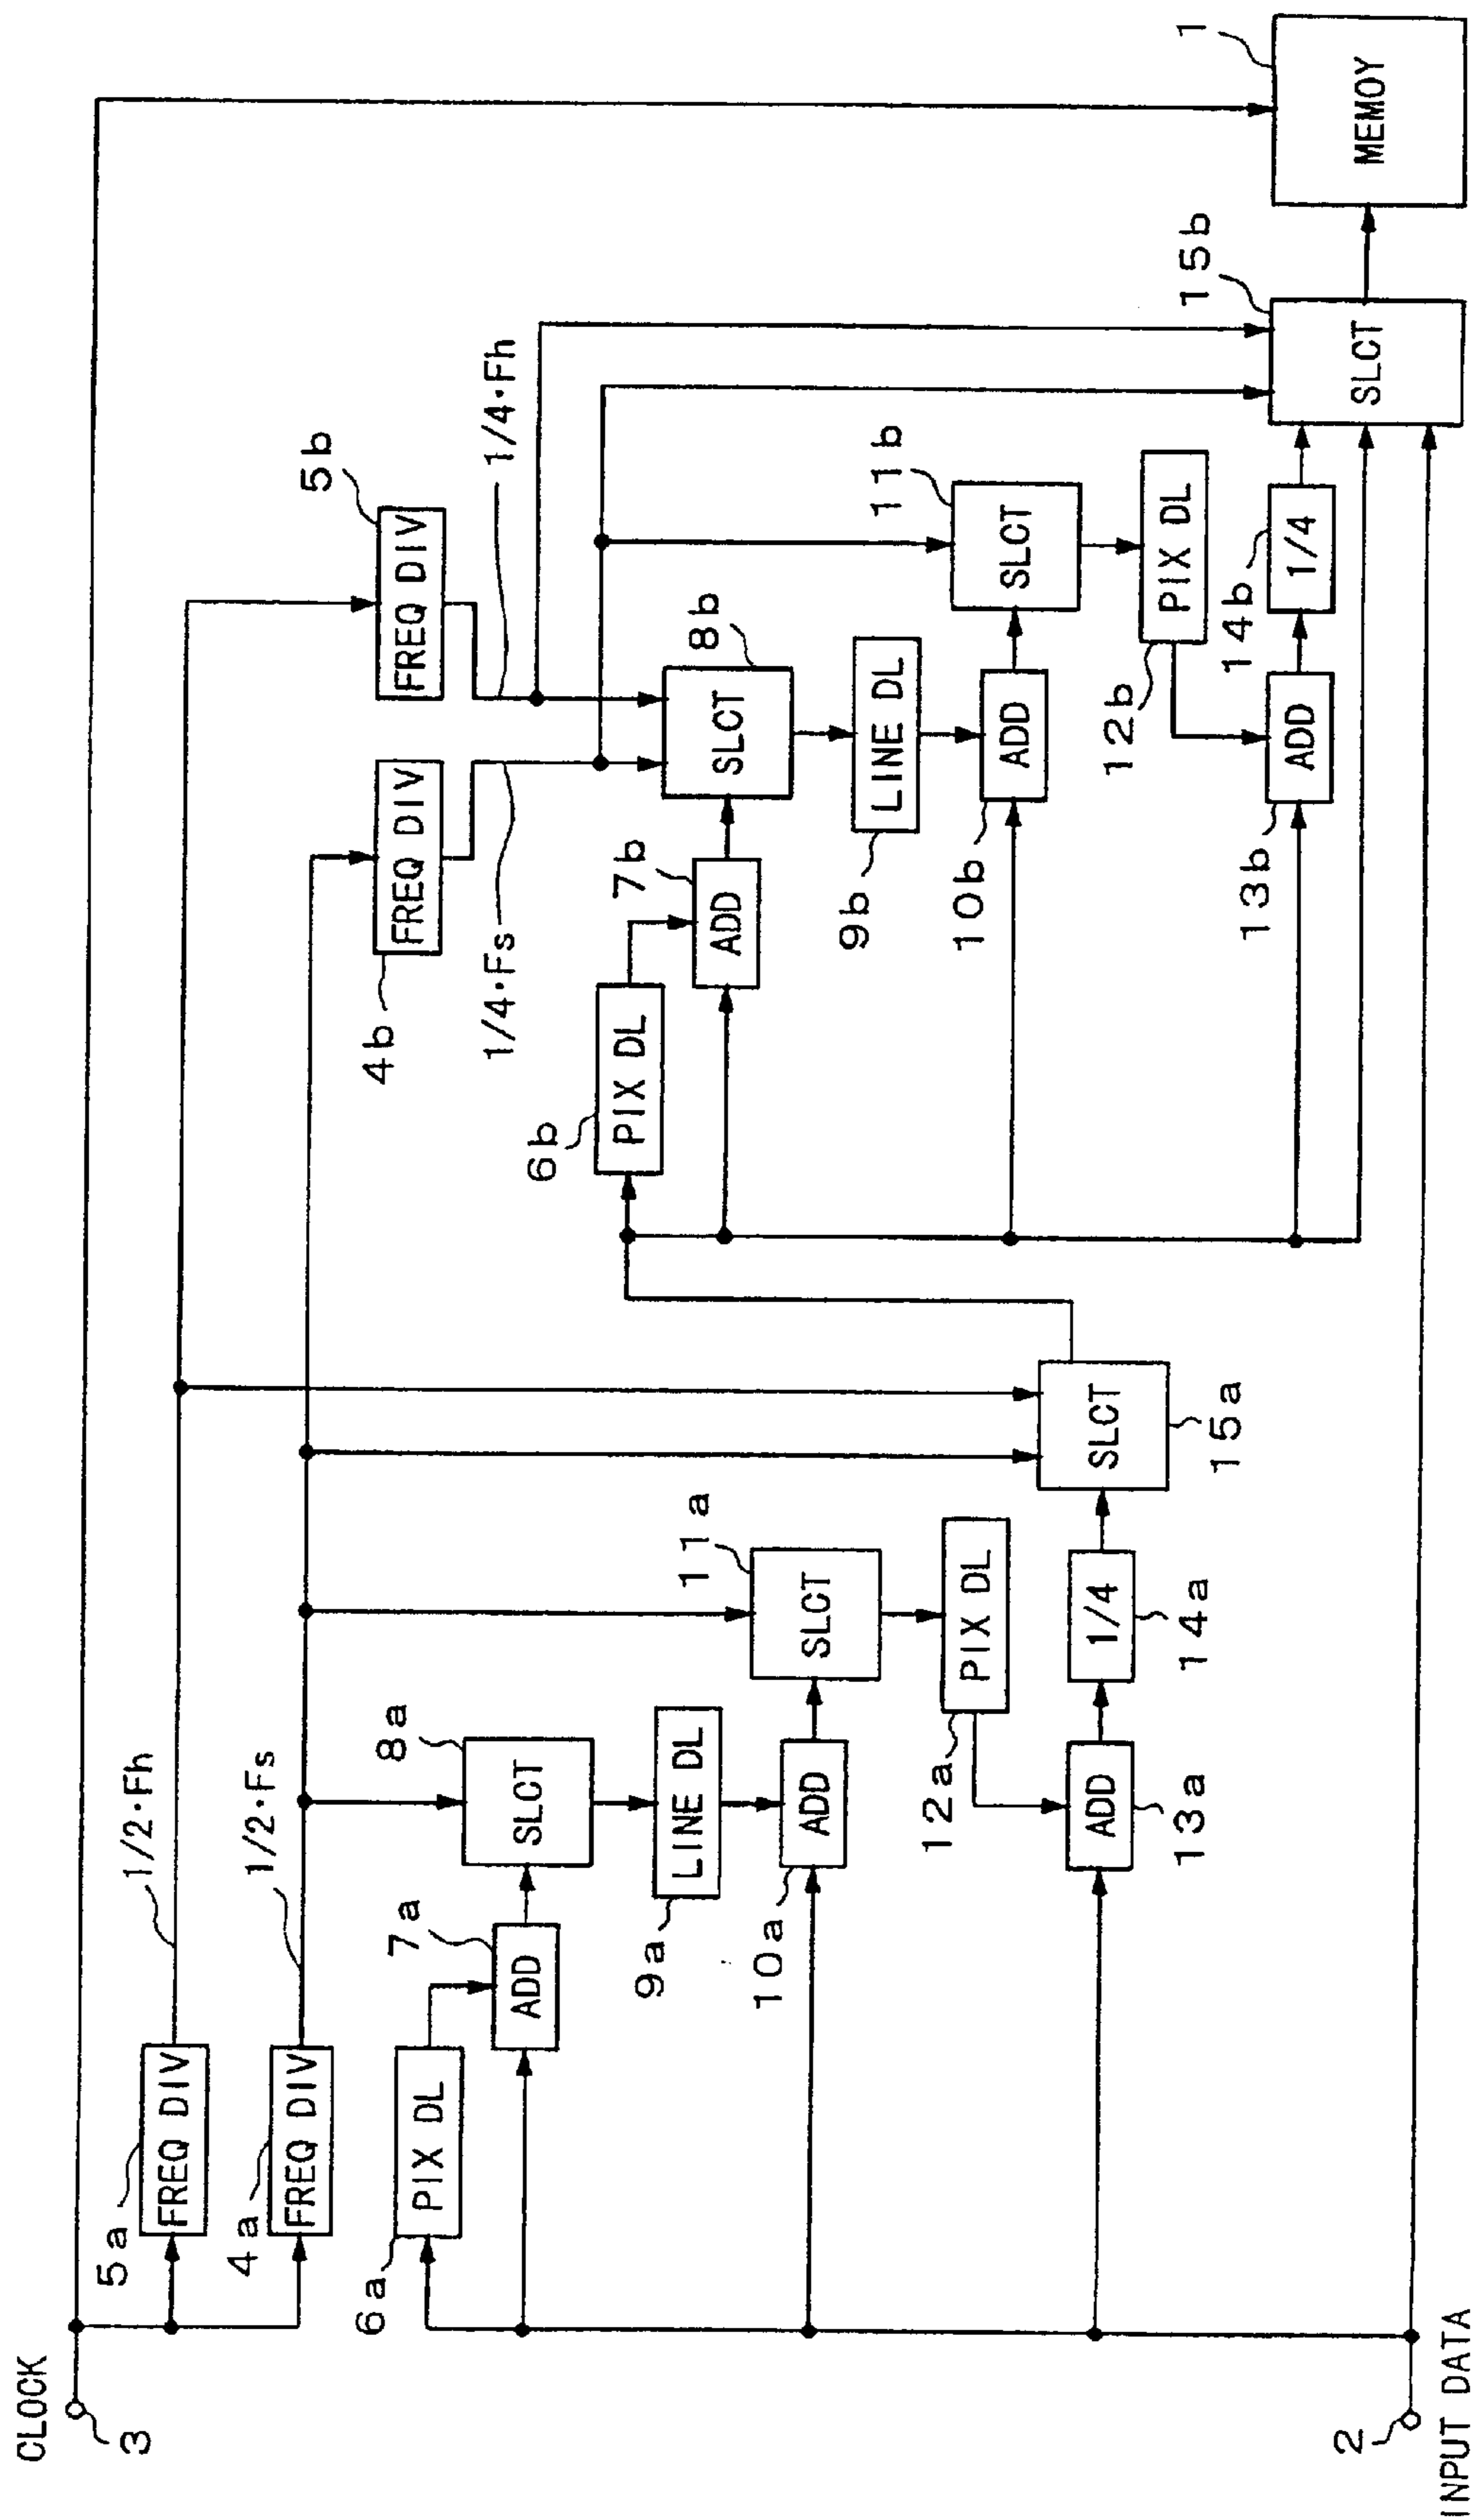 CLOCK
3
5a
FREQ DIV
1/2·Fh
4a
FREQ DIV
1/2·Fs
5b
FREQ DIV
1/4·Fh
4b
FREQ DIV
1/4·Fs
6a
PIX DL
7a
ADD
8a
SLCT
9a
LINE DL
10a
ADD
11a
SLCT
12a
PIX DL
13a
ADD
14a
1/4
15a
SLCT
6b
PIX DL
7b
ADD
8b
SLCT
9b
LINE DL
10b
ADD
11b
SLCT
12b
PIX DL
13b
ADD
14b
1/4
15b
SLCT
1
MEMOY
2
INPUT DATA